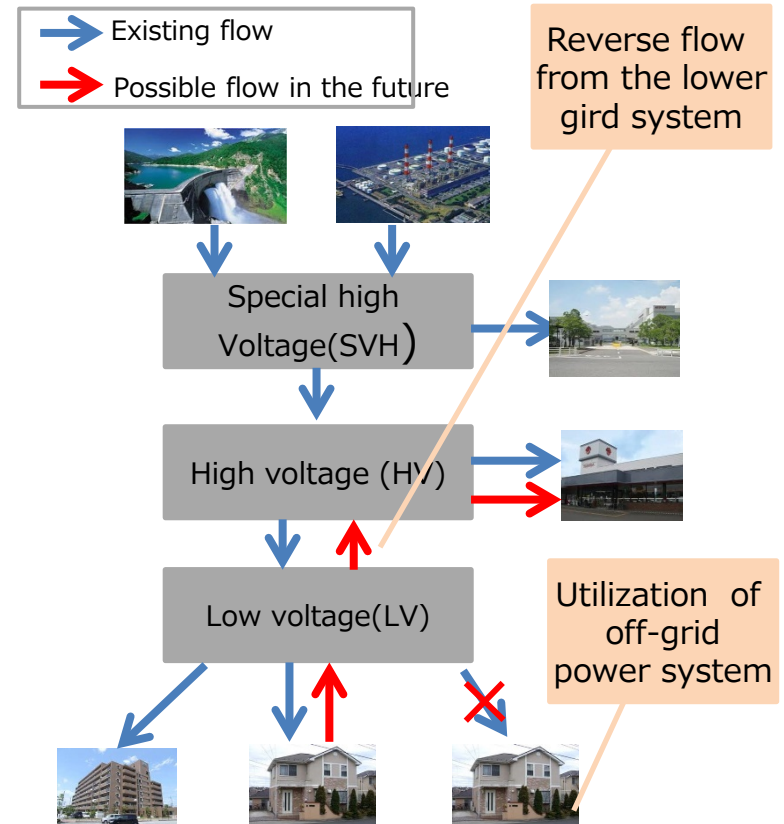 Existing flow
Possible flow in the future
Reverse flow
from the lower
gird system
Special high
Voltage(SVH)
High voltage (HV)
Low voltage(LV)
Utilization of
off-grid
power system